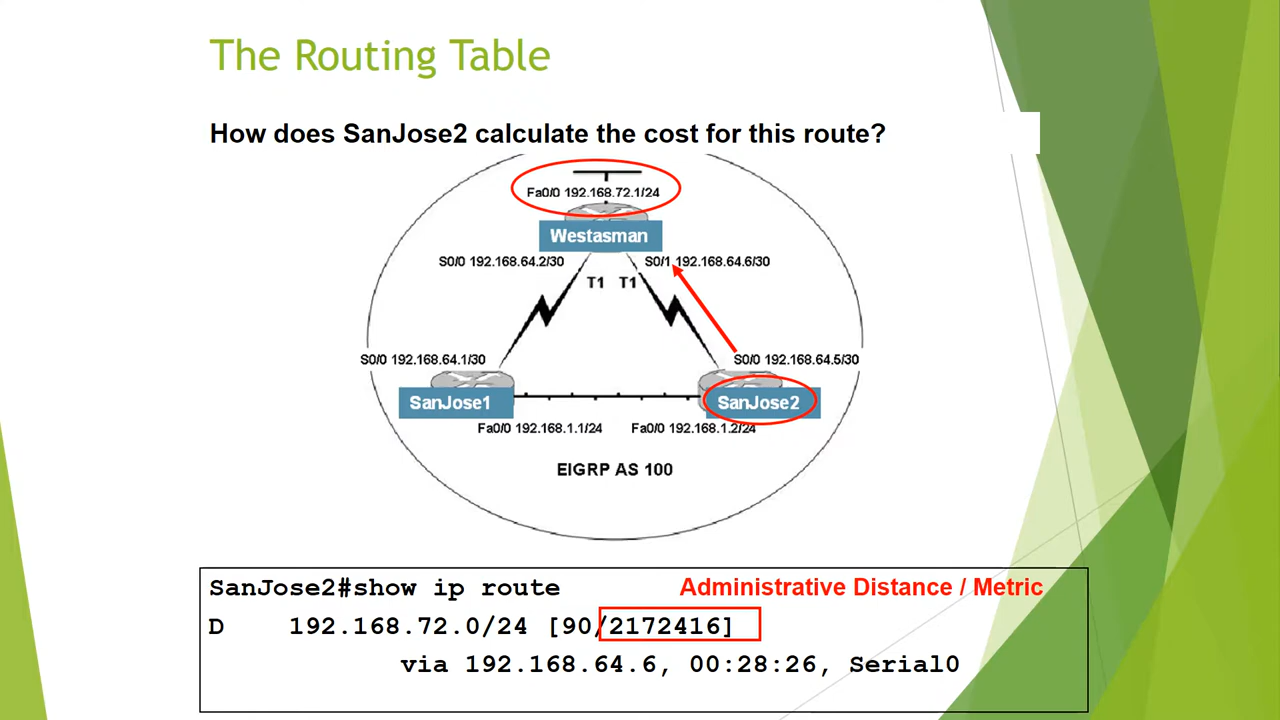 The Routing Table
How does SanJose2 calculate the cost for this route?
Fa0/0 192.168.72.1/24
Westasman
S0/0 192.168.64.2/30
S0/1 192.168.64.6/30
T1 T1
S0/0 192.168.64.1/30
S0/0 192.168.64.5/30
SanJose1
SanJose2
Fa0/0 192.168.1.1/24
Fa0/0 192.168.1.2/24
EIGRP AS 100
SanJose2#show ip route
Administrative Distance / Metric
D 192.168.72.0/24 [90/2172416]
via 192.168.64.6, 00:28:26, Serial0